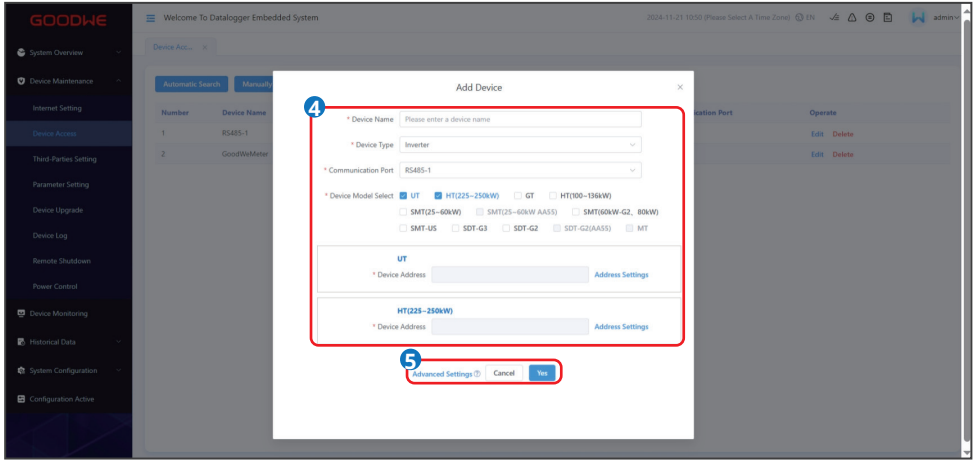 GOODWE
Welcome To Datalogger Embedded System
2024-11-21 10:50 (Please Select A Time Zone) EN admin
System Overview
Device Acc... ×
Device Maintenance
Automatic Search Manually
Add Device ×
Internet Setting
4
Number Device Name Port Operate
* Device Name Please enter a device name
Device Access
1 RS485-1 Edit Delete
* Device Type Inverter
Third-Parties Setting
2 GoodWeMeter Edit Delete
* Communication Port RS485-1
Parameter Setting
* Device Model Select UT HT(225~250kW) GT HT(100~136kW)
Device Upgrade
SMT(25~60kW) SMT(25~60kW AA55) SMT(60kW-G2、80kW)
SMT-US SDT-G3 SDT-G2 SDT-G2(AA55) MT
Device Log
Remote Shutdown
UT
* Device Address Address Settings
Power Control
HT(225~250kW)
Device Monitoring
* Device Address Address Settings
Historical Data
5
System Configuration
Advanced Settings ? Cancel Yes
Configuration Active